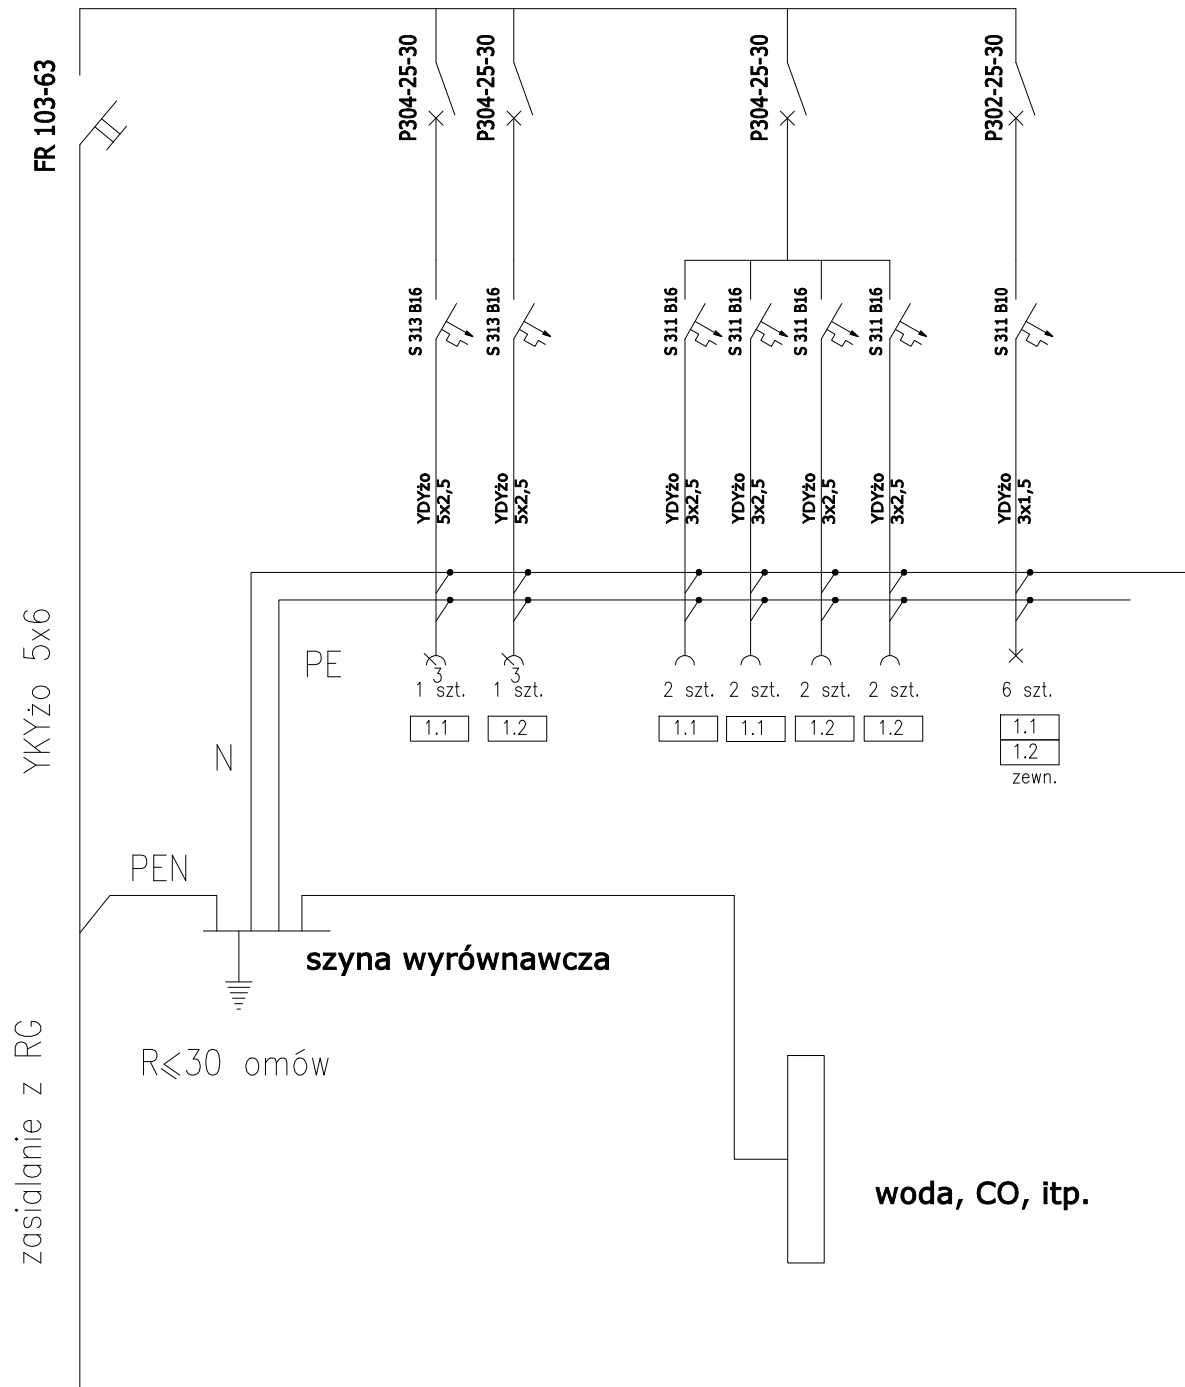 FR 103-63
P304-25-30
P304-25-30
P304-25-30
P302-25-30
S 313 B16
S 313 B16
S 311 B16
S 311 B16
S 311 B16
S 311 B16
S 311 B10
YDYżo
5x2,5
YDYżo
5x2,5
YDYżo
3x2,5
YDYżo
3x2,5
YDYżo
3x2,5
YDYżo
3x2,5
YDYżo
3x1,5
YKYżo 5x6
PE
N
3
1 szt.
1.1
3
1 szt.
1.2
2 szt.
1.1
2 szt.
1.1
2 szt.
1.2
2 szt.
1.2
6 szt.
1.1
1.2
zewn.
PEN
szyna wyrównawcza
R⩽30 omów
zasialanie z RG
woda, CO, itp.